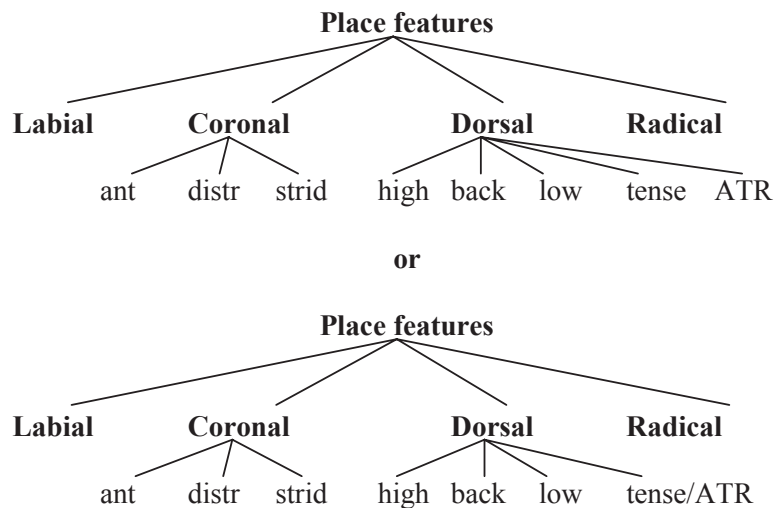 Place features
Labial Coronal Dorsal Radical
ant distr strid high back low tense ATR
or
Place features
Labial Coronal Dorsal Radical
ant distr strid high back low tense/ATR